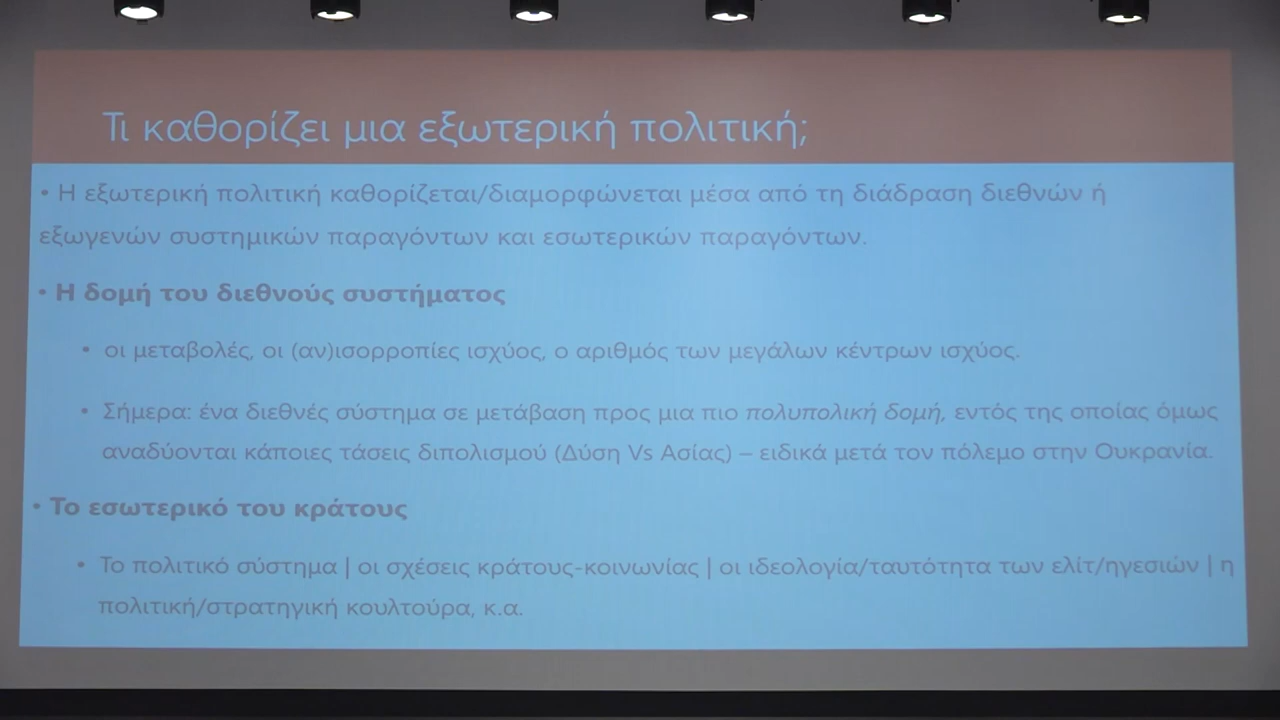 Τι καθορίζει μια εξωτερική πολιτική;
• Η εξωτερική πολιτική καθορίζεται/διαμορφώνεται μέσα από τη διάδραση διεθνών ή
εξωγενών συστημικών παραγόντων και εσωτερικών παραγόντων.
• Η δομή του διεθνούς συστήματος
• οι μεταβολές, οι (αν)ισορροπίες ισχύος, ο αριθμός των μεγάλων κέντρων ισχύος.
• Σήμερα: ένα διεθνές σύστημα σε μετάβαση προς μια πιο πολυπολική δομή, εντός της οποίας όμως
αναδύονται κάποιες τάσεις διπολισμού (Δύση Vs Ασίας) – ειδικά μετά τον πόλεμο στην Ουκρανία.
• Το εσωτερικό του κράτους
• Το πολιτικό σύστημα | οι σχέσεις κράτους-κοινωνίας | οι ιδεολογία/ταυτότητα των ελίτ/ηγεσιών | η
πολιτική/στρατηγική κουλτούρα, κ.α.